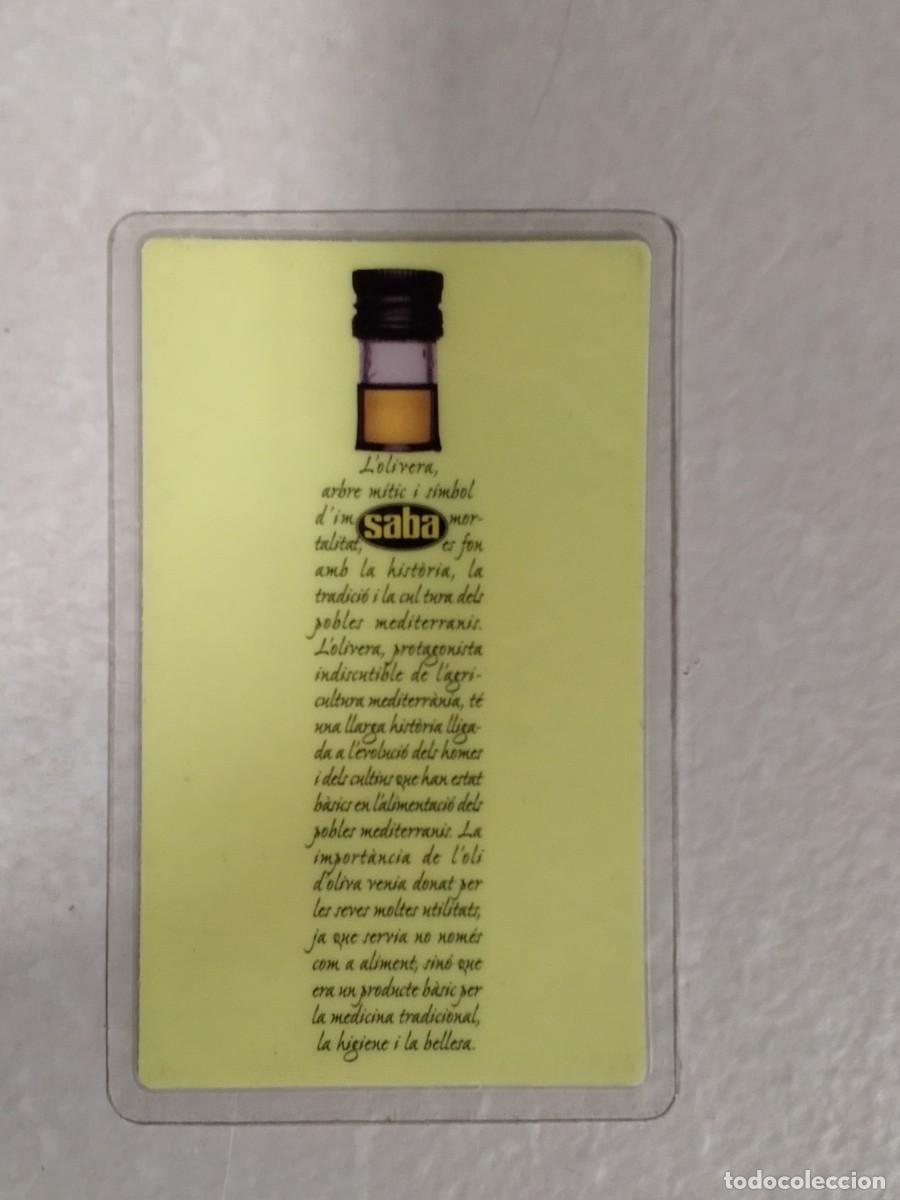 L'olivera,
arbre mític i símbol
d'im saba mor-
talitat, es fon
amb la història, la
tradició i la cultura dels
pobles mediterranis.
L'olivera, protagonista
indiscutible de l'agri-
cultura mediterrània, té
una llarga història lliga-
da a l'evolució dels homes
i dels cultius que han estat
bàsics en l'alimentació dels
pobles mediterranis. La
importància de l'oli
d'oliva venia donat per
les seves moltes utilitats,
ja que servia no només
com a aliment, sinó que
era un producte bàsic per
la medicina tradicional,
la higiene i la bellesa.
todocoleccion